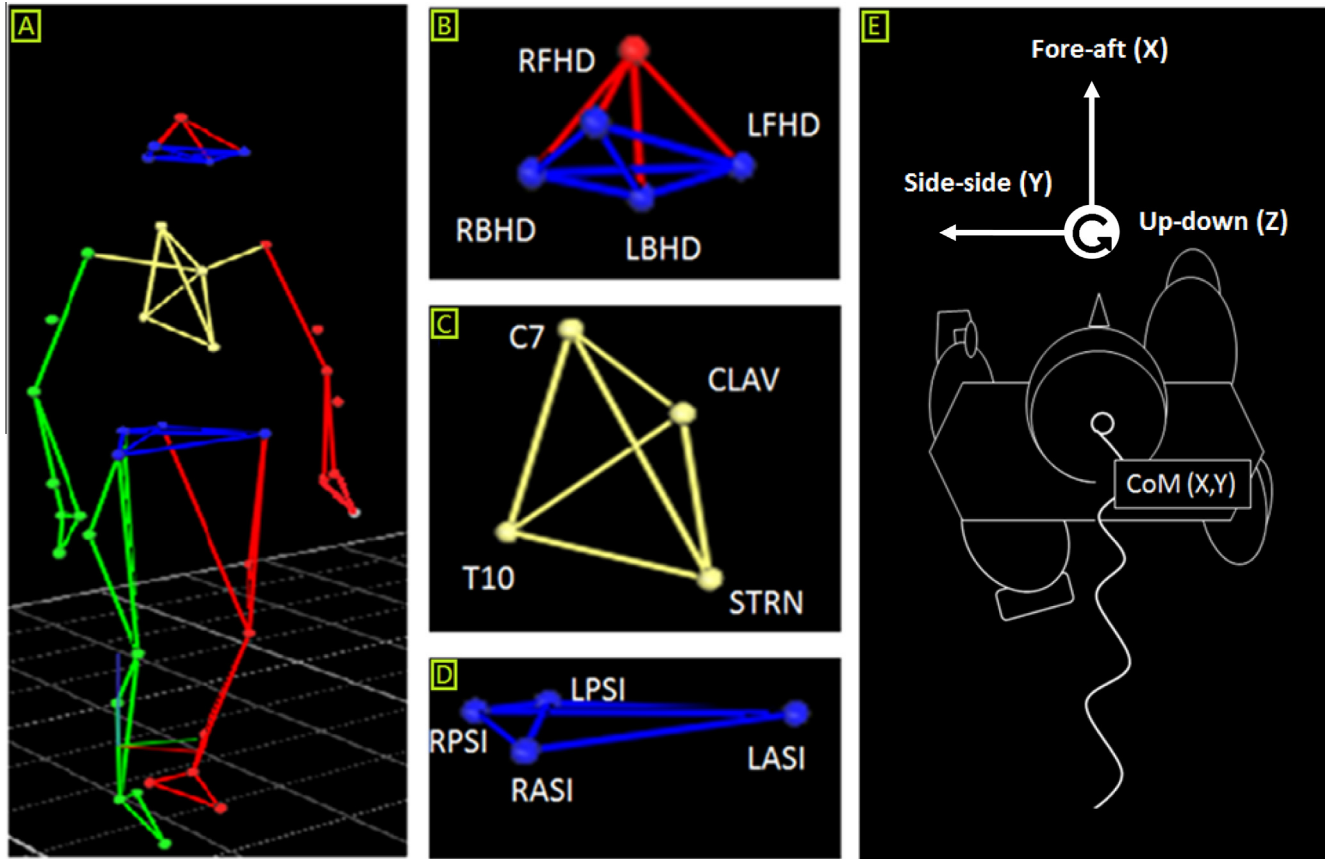 A
B
RFHD
LFHD
RBHD
LBHD
C
C7
CLAV
T10
STRN
D
LPSI
RPSI
LASI
RASI
E
Fore-aft (X)
Side-side (Y)
Up-down (Z)
CoM (X,Y)